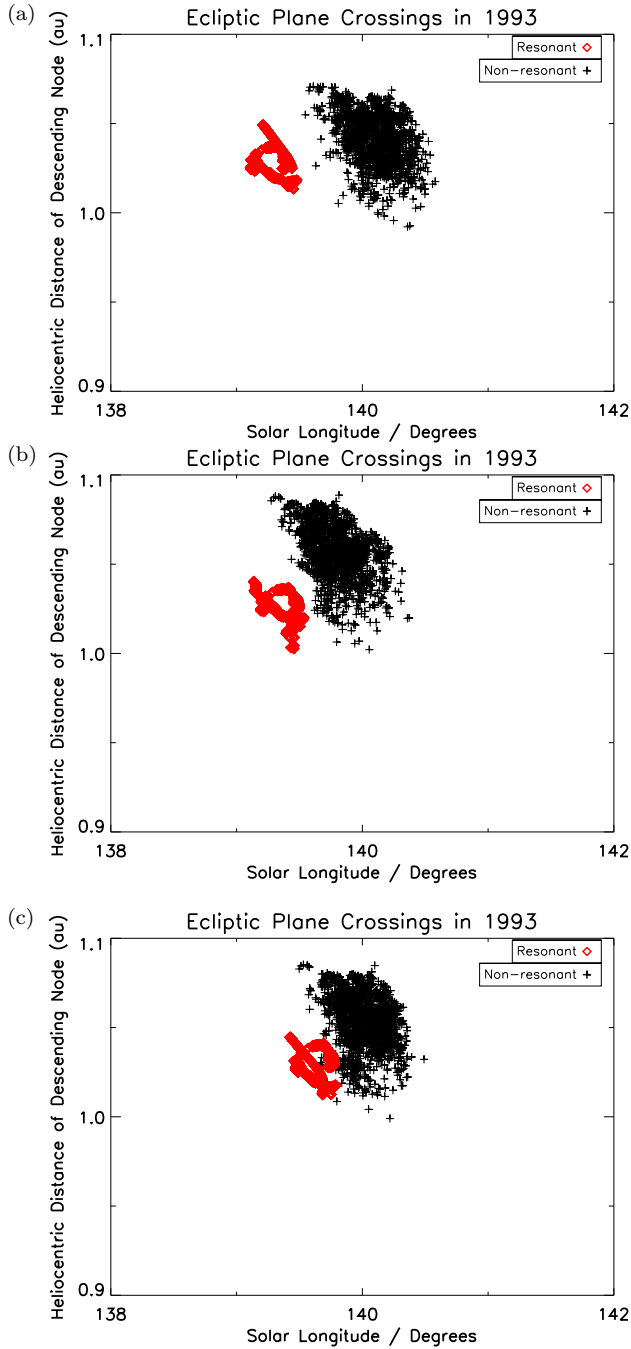 (a)
Ecliptic Plane Crossings in 1993
Heliocentric Distance of Descending Node (au)
1.1
1.0
0.9
Resonant ◇
Non-resonant +
138
140
142
Solar Longitude / Degrees
(b)
Ecliptic Plane Crossings in 1993
Heliocentric Distance of Descending Node (au)
1.1
1.0
0.9
Resonant ◇
Non-resonant +
138
140
142
Solar Longitude / Degrees
(c)
Ecliptic Plane Crossings in 1993
Heliocentric Distance of Descending Node (au)
1.1
1.0
0.9
Resonant ◇
Non-resonant +
138
140
142
Solar Longitude / Degrees